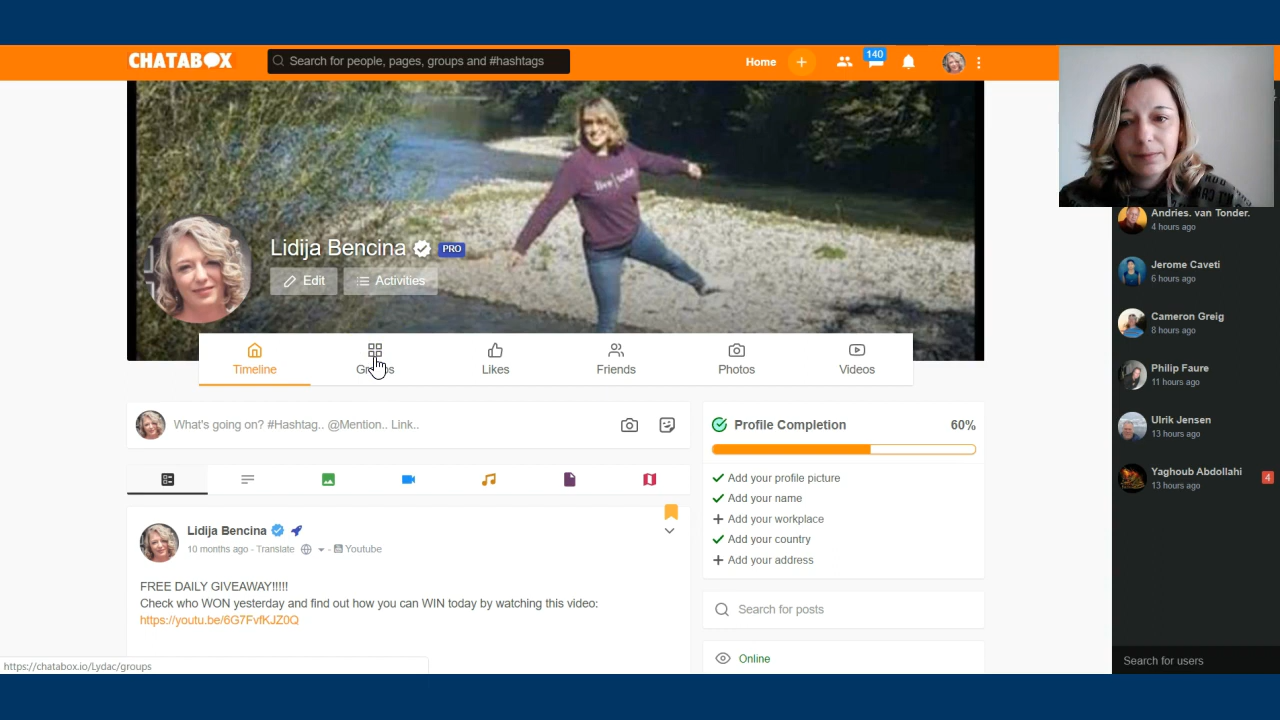 CHATABOX
Search for people, pages, groups and #hashtags
Home
140
Lidija Bencina
PRO
Edit
Activities
Timeline
Groups
Likes
Friends
Photos
Videos
What's going on? #Hashtag.. @Mention.. Link..
Lidija Bencina
10 months ago - Translate
- Youtube
FREE DAILY GIVEAWAY!!!!!
Check who WON yesterday and find out how you can WIN today by watching this video:
https://youtu.be/6G7FvfKJZ0Q
Profile Completion
60%
Add your profile picture
Add your name
Add your workplace
Add your country
Add your address
Search for posts
Online
Andries. van Tonder.
4 hours ago
Jerome Caveti
6 hours ago
Cameron Greig
8 hours ago
Philip Faure
11 hours ago
Ulrik Jensen
13 hours ago
Yaghoub Abdollahi
13 hours ago
4
Search for users
https://chatabox.io/Lydac/groups